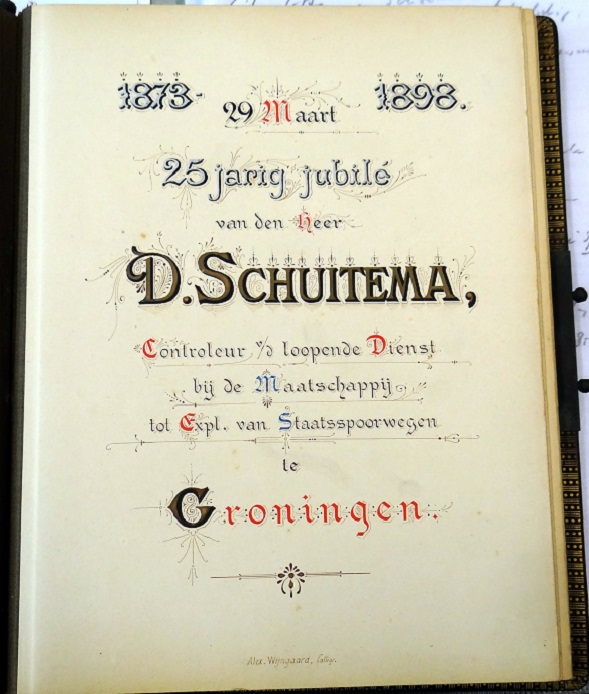 1873- 29 Maart 1898.
25 jarig jubilé
van den Heer
D. SCHUITEMA,
Controleur v/d loopende Dienst
bij de Maatschappij
tot Expl. van Staatsspoorwegen
te
Groningen.
Alex. Wijngaard, Calligr.